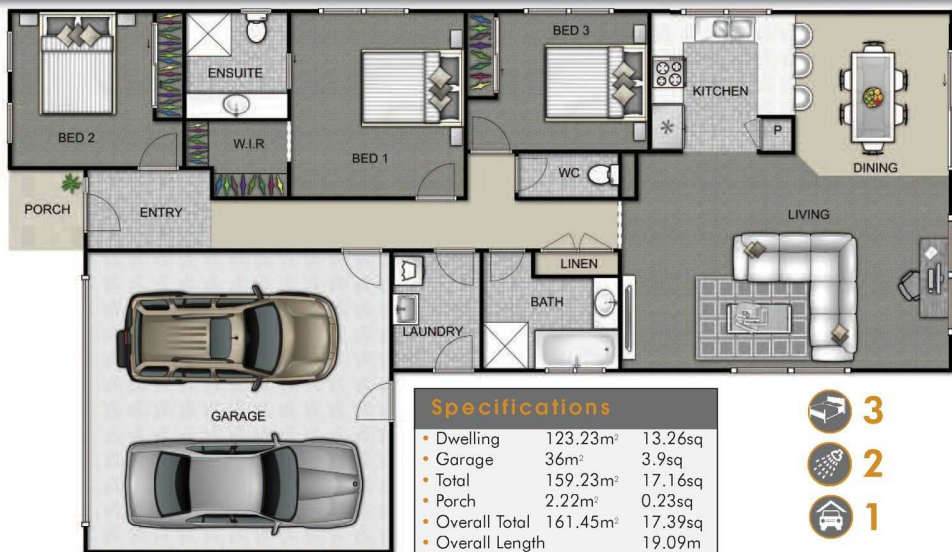 BED 3
ENSUITE
KITCHEN
BED 2
W.I.R
BED 1
P
WC
DINING
PORCH
ENTRY
LIVING
LINEN
BATH
LAUNDRY
GARAGE
Specifications
• Dwelling 123.23m² 13.26sq
• Garage 36m² 3.9sq
• Total 159.23m² 17.16sq
• Porch 2.22m² 0.23sq
• Overall Total 161.45m² 17.39sq
• Overall Length 19.09m
3
2
1